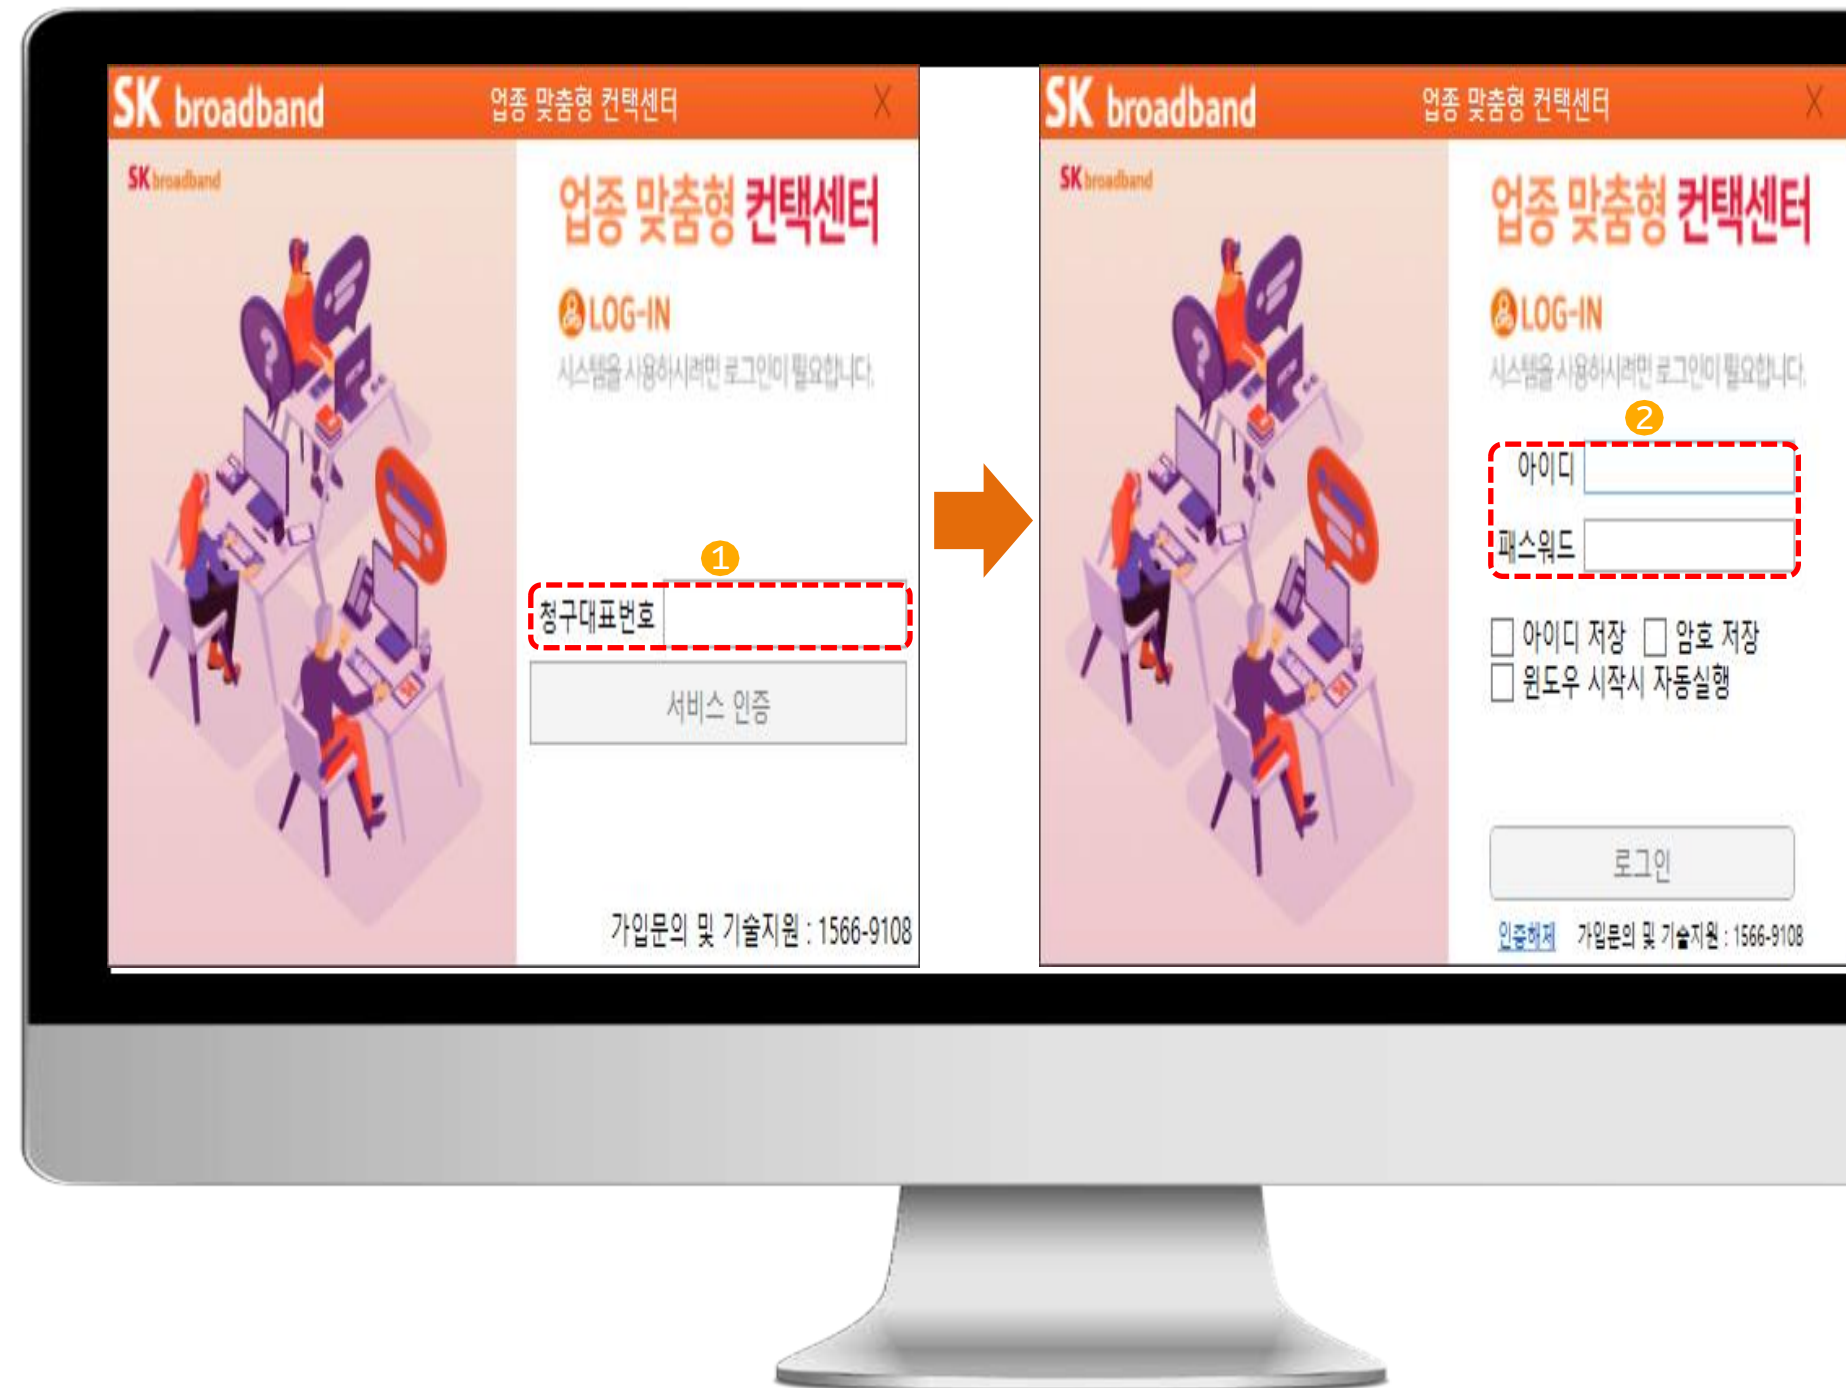 SK broadband
업종 맞춤형 컨택센터
X
SK broadband
업종 맞춤형 컨택센터
LOG-IN
시스템을 사용하시려면 로그인이 필요합니다.
1
청구대표번호
서비스 인증
가입문의 및 기술지원 : 1566-9108
SK broadband
업종 맞춤형 컨택센터
X
SK broadband
업종 맞춤형 컨택센터
LOG-IN
시스템을 사용하시려면 로그인이 필요합니다.
2
아이디
패스워드
아이디 저장 암호 저장
윈도우 시작시 자동실행
로그인
인증해제 가입문의 및 기술지원 : 1566-9108